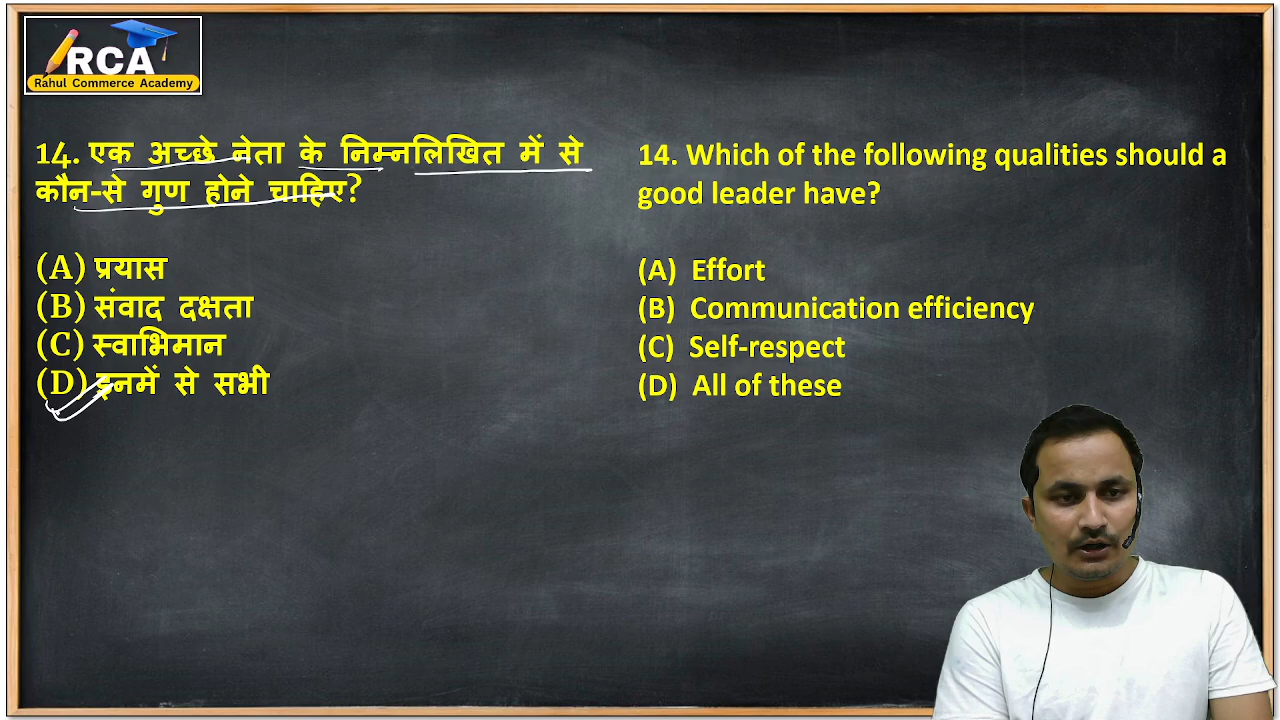 RCA
Rahul Commerce Academy
14. एक अच्छे नेता के निम्नलिखित में से
कौन-से गुण होने चाहिए?
(A) प्रयास
(B) संवाद दक्षता
(C) स्वाभिमान
(D) इनमें से सभी
14. Which of the following qualities should a
good leader have?
(A) Effort
(B) Communication efficiency
(C) Self-respect
(D) All of these